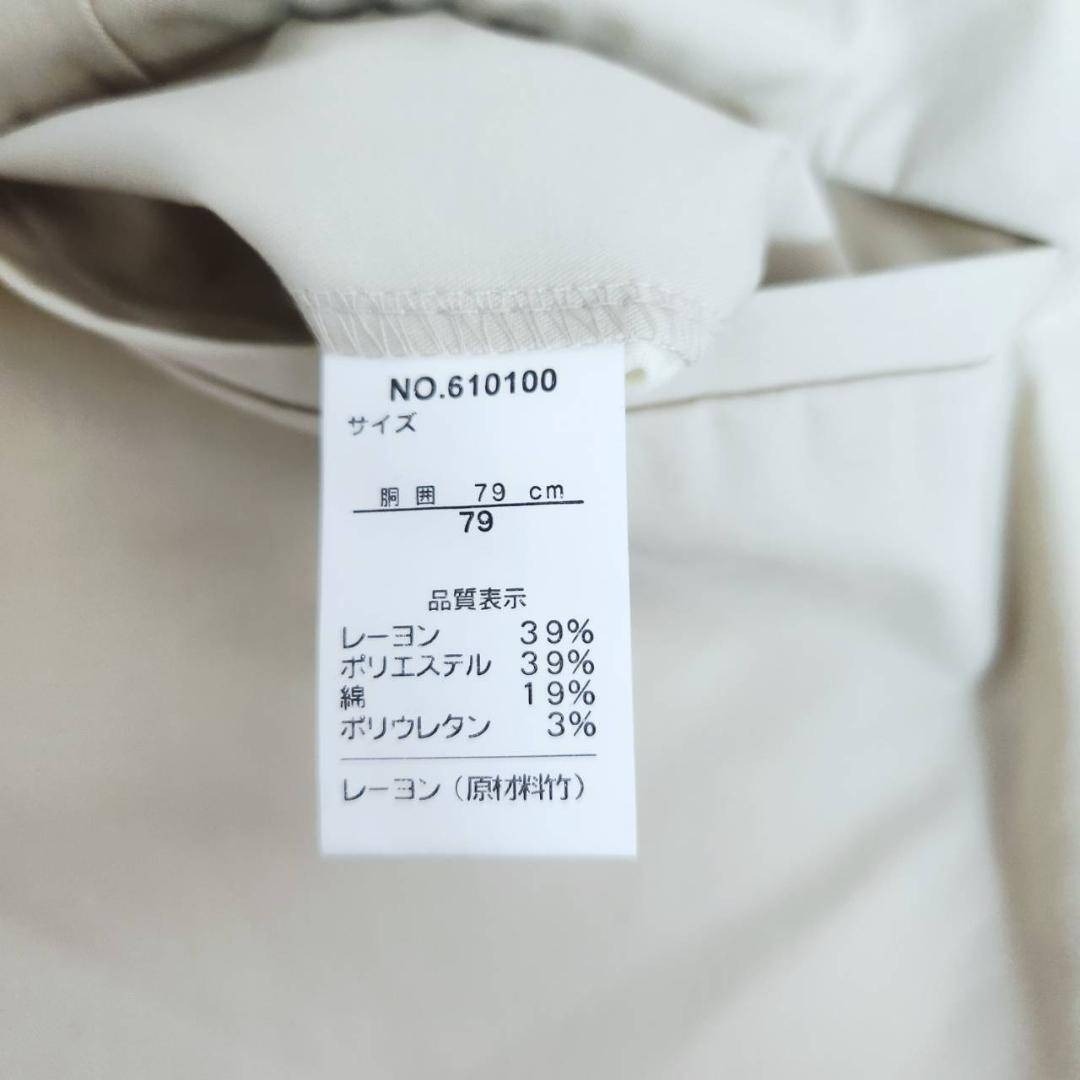 NO.610100
サイズ
胴囲 79 cm
79
品質表示
レーヨン 39%
ポリエステル 39%
綿 19%
ポリウレタン 3%
レーヨン(原材料竹)